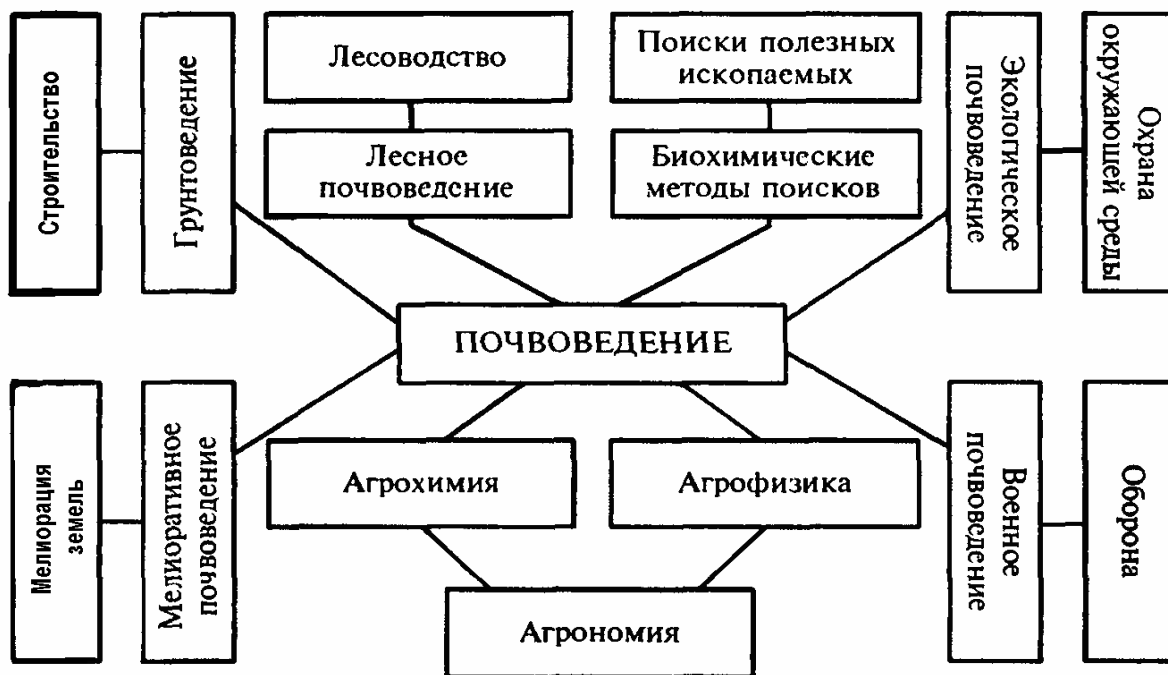 Строительство
Грунтоведение
Лесоводство
Лесное
почвоведение
Поиски полезных
ископаемых
Биохимические
методы поисков
Экологическое
почвоведение
Охрана
окружающей среды
ПОЧВОВЕДЕНИЕ
Мелиорация
земель
Мелиоративное
почвоведение
Агрохимия
Агрофизика
Агрономия
Военное
почвоведение
Оборона